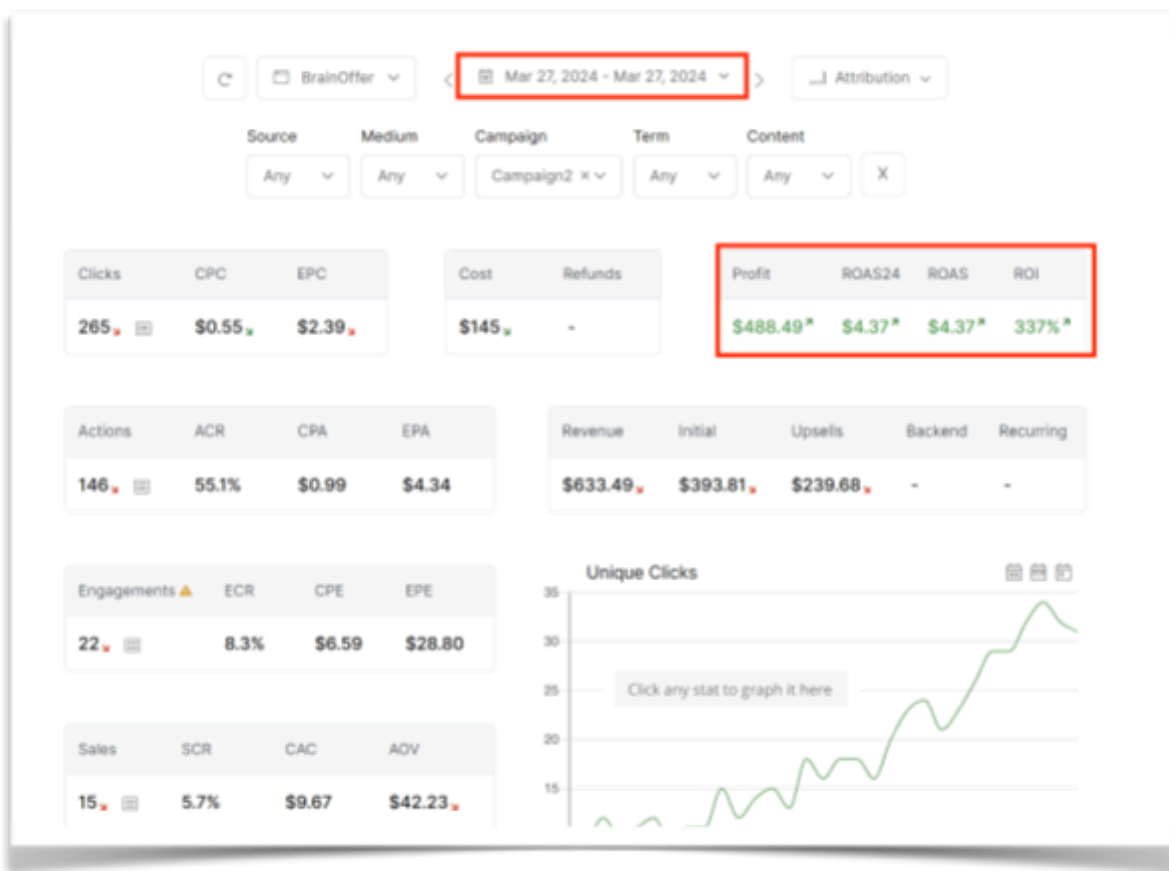 BrainOffer Mar 27, 2024 - Mar 27, 2024 Attribution
Source Medium Campaign Term Content
Any Any Campaign2 × Any Any X
Clicks CPC EPC
265 $0.55 $2.39
Cost Refunds
$145 -
Profit ROAS24 ROAS ROI
$488.49 $4.37 $4.37 337%
Actions ACR CPA EPA
146 55.1% $0.99 $4.34
Revenue Initial Upsells Backend Recurring
$633.49 $393.81 $239.68 - -
Engagements ECR CPE EPE
22 8.3% $6.59 $28.80
Sales SCR CAC AOV
15 5.7% $9.67 $42.23
Unique Clicks
35
30
25
Click any stat to graph it here
20
15